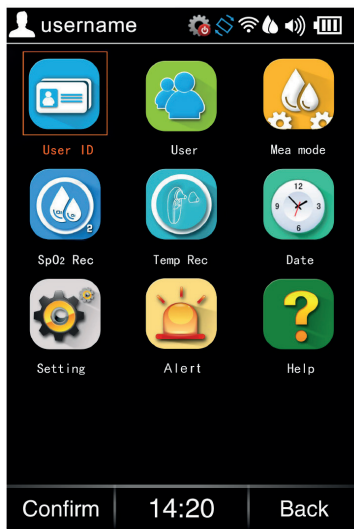 username
User ID User Mea mode
SpO2 Rec Temp Rec Date
Setting Alert Help
Confirm 14:20 Back